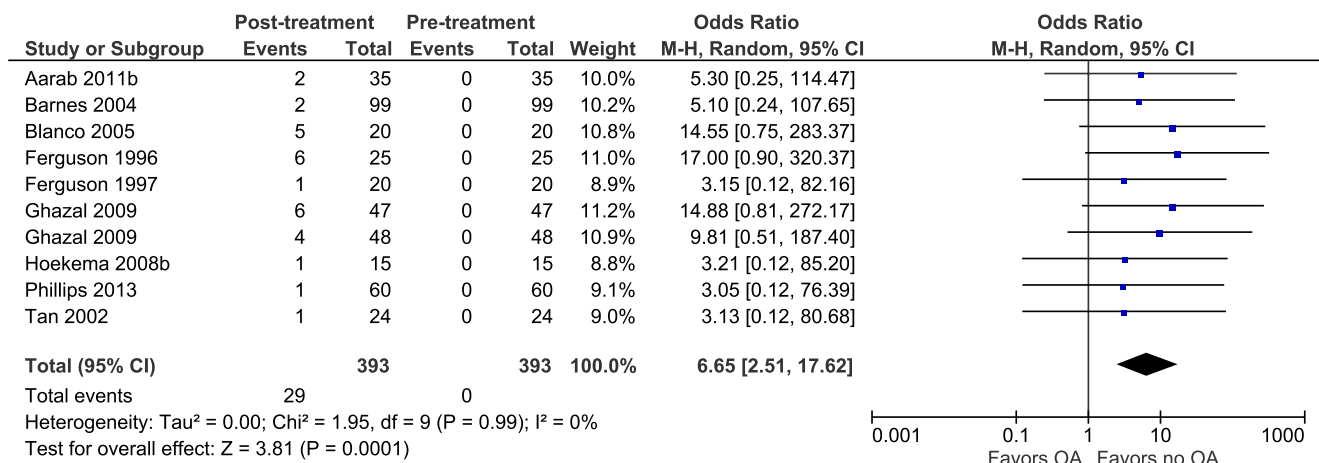 Post-treatment Pre-treatment Odds Ratio Odds Ratio
Study or Subgroup Events Total Events Total Weight M-H, Random, 95% CI M-H, Random, 95% CI
Aarab 2011b 2 35 0 35 10.0% 5.30 [0.25, 114.47]
Barnes 2004 2 99 0 99 10.2% 5.10 [0.24, 107.65]
Blanco 2005 5 20 0 20 10.8% 14.55 [0.75, 283.37]
Ferguson 1996 6 25 0 25 11.0% 17.00 [0.90, 320.37]
Ferguson 1997 1 20 0 20 8.9% 3.15 [0.12, 82.16]
Ghazal 2009 6 47 0 47 11.2% 14.88 [0.81, 272.17]
Ghazal 2009 4 48 0 48 10.9% 9.81 [0.51, 187.40]
Hoekema 2008b 1 15 0 15 8.8% 3.21 [0.12, 85.20]
Phillips 2013 1 60 0 60 9.1% 3.05 [0.12, 76.39]
Tan 2002 1 24 0 24 9.0% 3.13 [0.12, 80.68]
Total (95% CI) 393 393 100.0% 6.65 [2.51, 17.62]
Total events 29 0
Heterogeneity: Tau² = 0.00; Chi² = 1.95, df = 9 (P = 0.99); I² = 0%
Test for overall effect: Z = 3.81 (P = 0.0001)
0.001 0.1 1 10 1000
Favors OA Favors no OA